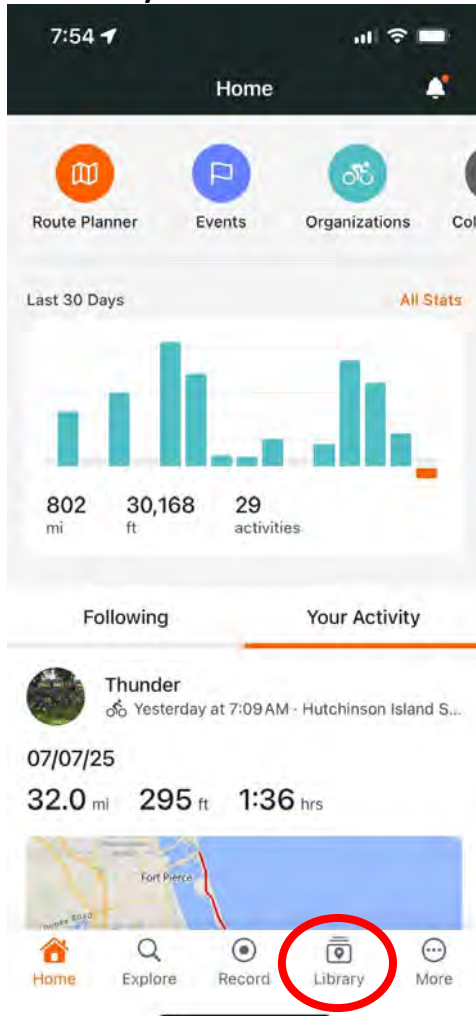 7:54
Home
Route Planner
Events
Organizations
Col
Last 30 Days
All Stats
802
mi
30,168
ft
29
activities
Following
Your Activity
Thunder
Yesterday at 7:09 AM · Hutchinson Island S...
07/07/25
32.0 mi 295 ft 1:36 hrs
Fort Pierce
Home
Explore
Record
Library
More